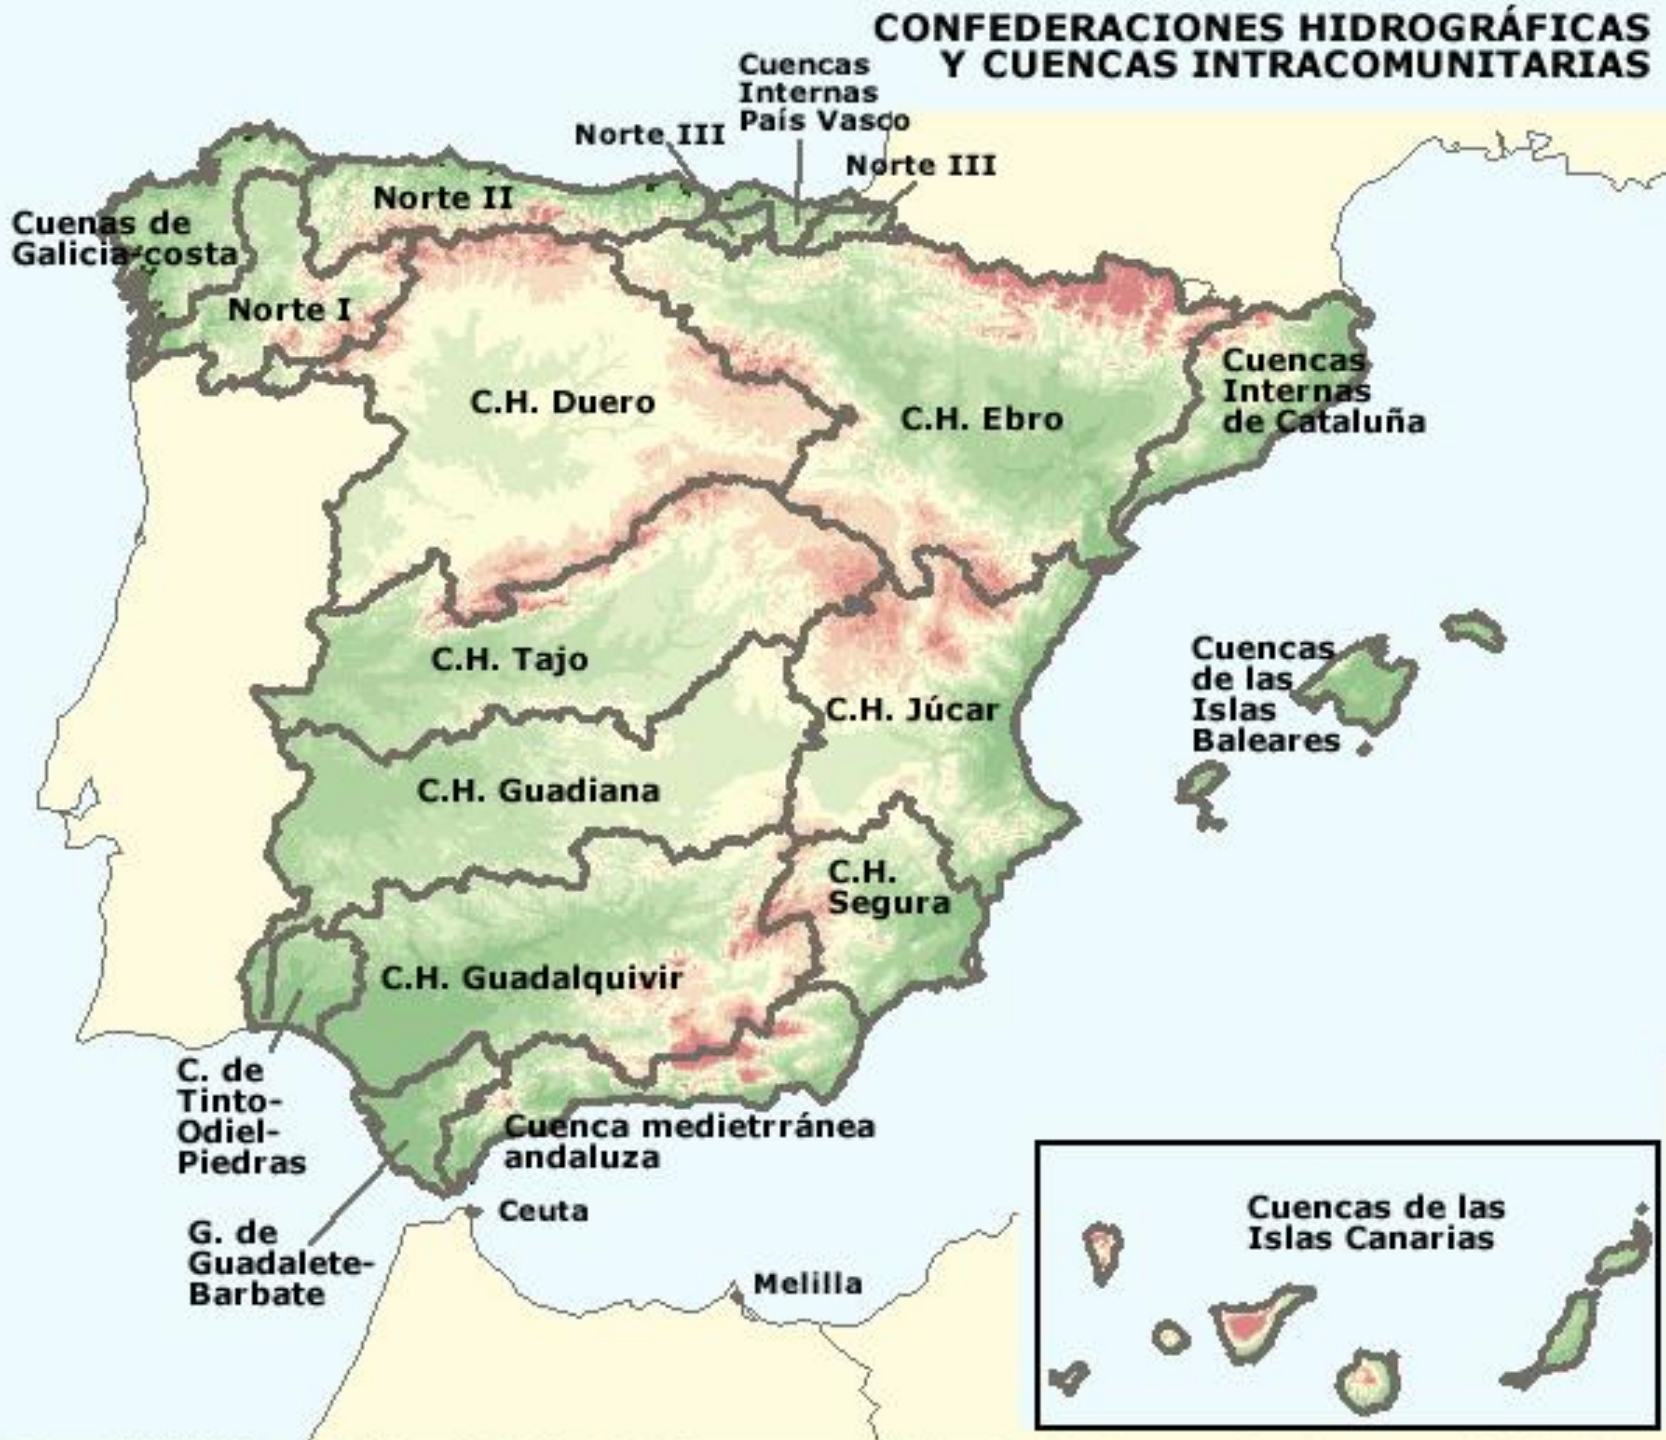 CONFEDERACIONES HIDROGRÁFICAS
Y CUENCAS INTRACOMUNITARIAS
Cuencas
Internas
País Vasco
Norte III
Norte III
Norte II
Cuenas de
Galicia-costa
Norte I
C.H. Duero
C.H. Ebro
Cuencas
Internas
de Cataluña
C.H. Tajo
Cuencas
de las
Islas
Baleares
C.H. Júcar
C.H. Guadiana
C.H.
Segura
C.H. Guadalquivir
C. de
Tinto-
Odiel-
Piedras
Cuenca medietrránea
andaluza
Ceuta
G. de
Guadalete-
Barbate
Melilla
Cuencas de las
Islas Canarias